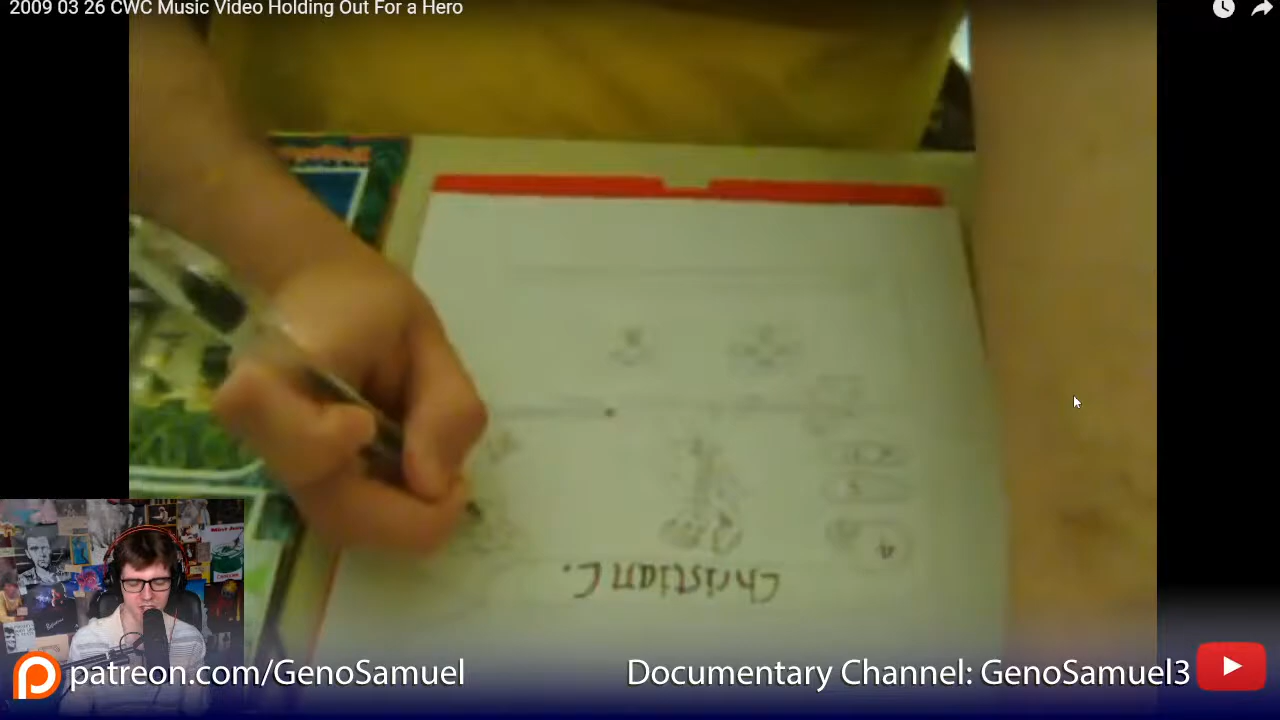 2009 03 26 CWC Music Video Holding Out For a Hero
Christian C.
patreon.com/GenoSamuel
Documentary Channel: GenoSamuel3